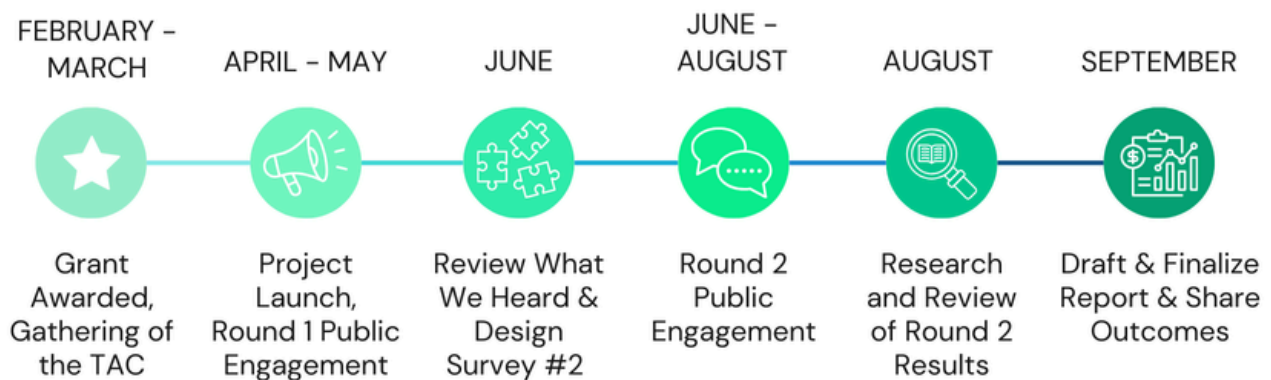 FEBRUARY –
MARCH
APRIL – MAY
JUNE
JUNE –
AUGUST
AUGUST
SEPTEMBER
$
Grant
Awarded,
Gathering of
the TAC
Project
Launch,
Round 1 Public
Engagement
Review What
We Heard &
Design
Survey #2
Round 2
Public
Engagement
Research
and Review
of Round 2
Results
Draft & Finalize
Report & Share
Outcomes